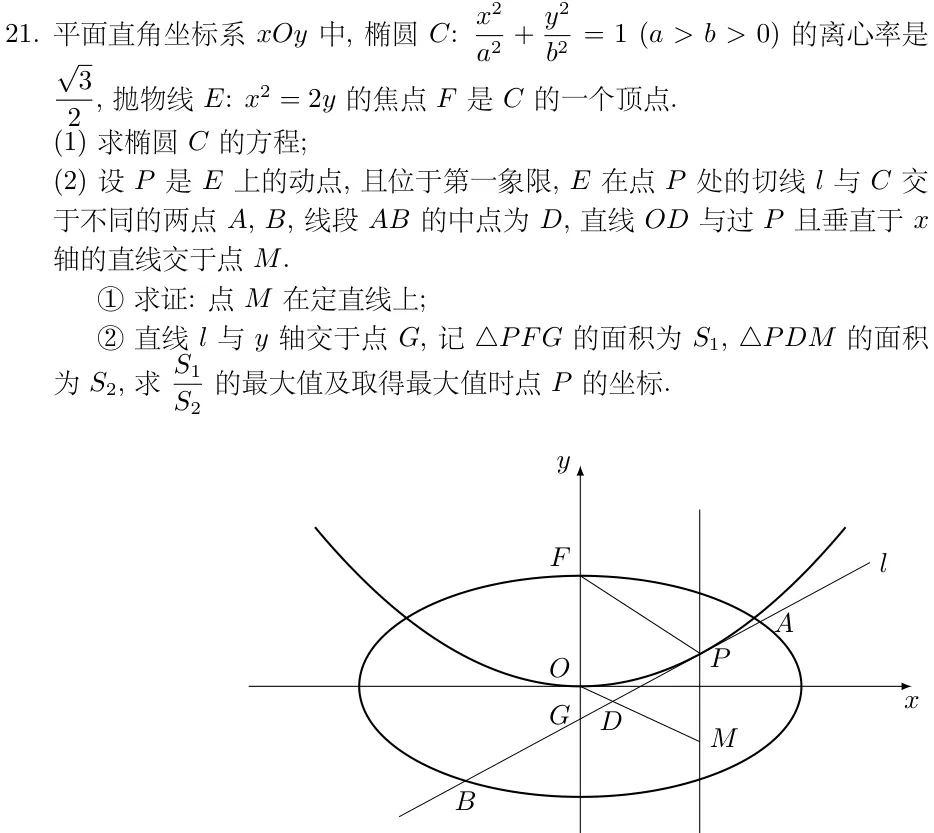 21. 平面直角坐标系 xOy 中, 椭圆 C: x²/a² + y²/b² = 1 (a > b > 0) 的离心率是
√3/2, 抛物线 E: x² = 2y 的焦点 F 是 C 的一个顶点.
(1) 求椭圆 C 的方程;
(2) 设 P 是 E 上的动点, 且位于第一象限, E 在点 P 处的切线 l 与 C 交
于不同的两点 A, B, 线段 AB 的中点为 D, 直线 OD 与过 P 且垂直于 x
轴的直线交于点 M.
① 求证: 点 M 在定直线上;
② 直线 l 与 y 轴交于点 G, 记 △PFG 的面积为 S₁, △PDM 的面积
为 S₂, 求 S₁/S₂ 的最大值及取得最大值时点 P 的坐标.
y
F
l
A
O
P
x
G
D
M
B